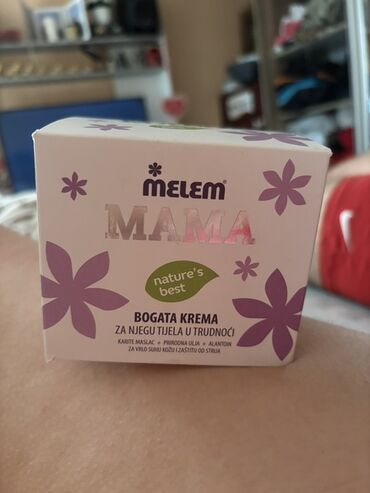 MELEM®
MAMA
nature's
best
BOGATA KREMA
ZA NJEGU TIJELA U TRUDNOĆI
KARITE MASLAC + PRIRODNA ULJA + ALANTOIN
ZA VRLO SUHU KOŽU I ZAŠTITU OD STRIJA